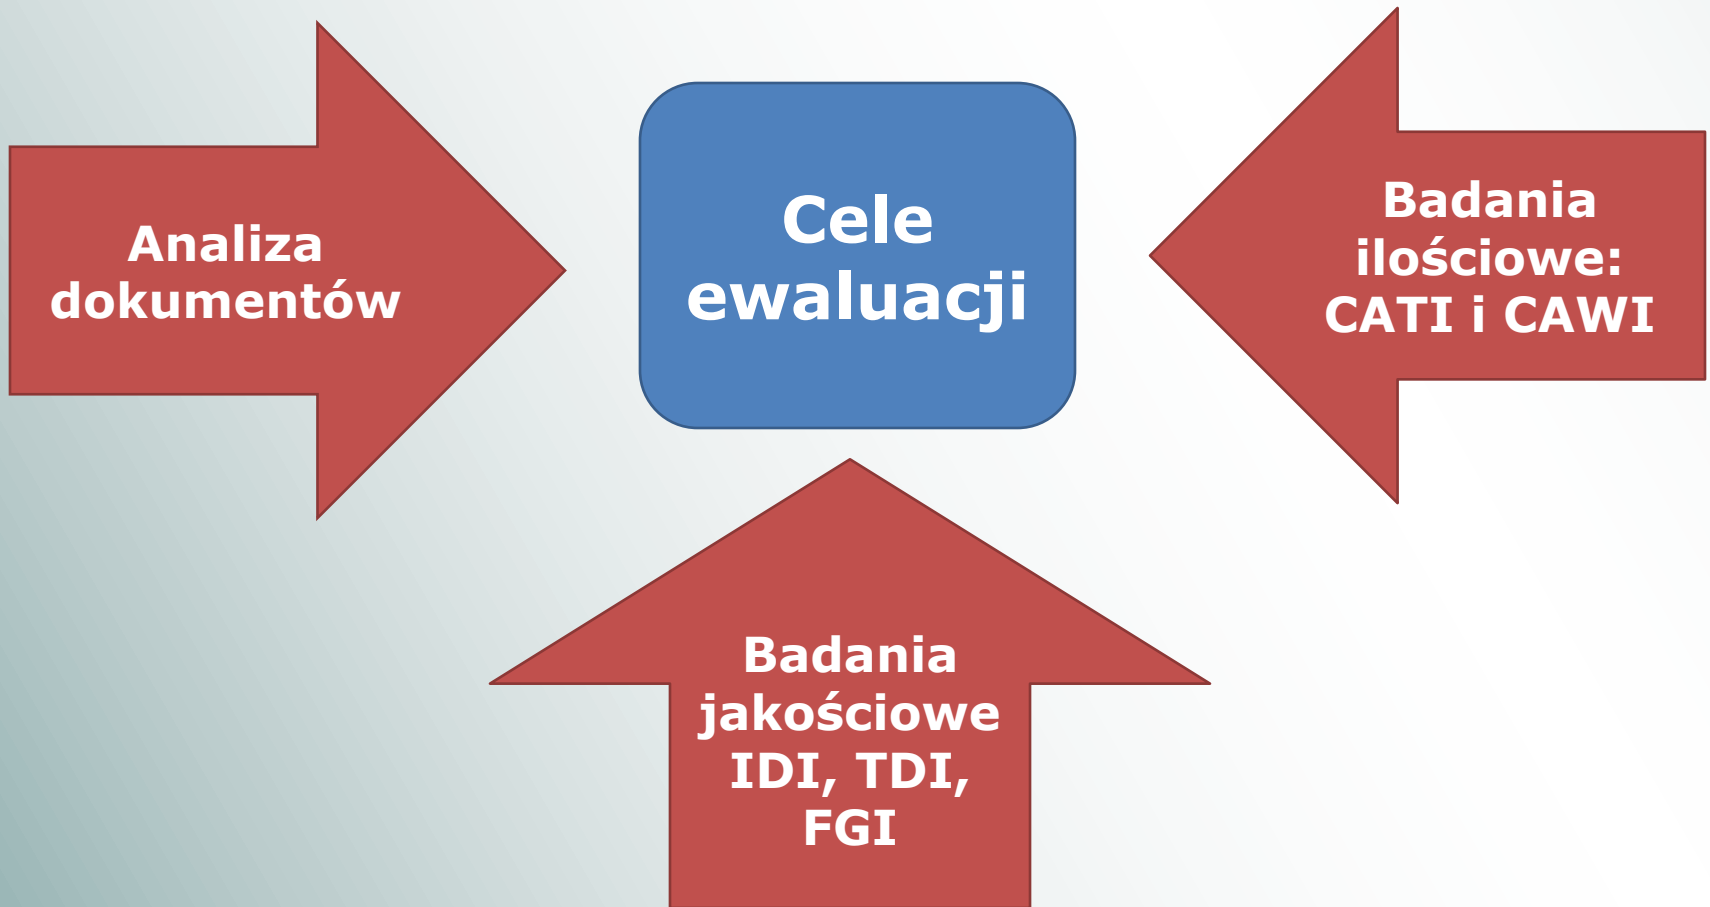 Analiza
dokumentów
Cele
ewaluacji
Badania
ilościowe:
CATI i CAWI
Badania
jakościowe
IDI, TDI,
FGI